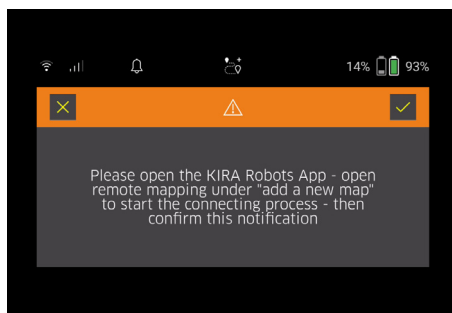 14% 93%
Please open the KIRA Robots App - open
remote mapping under "add a new map"
to start the connecting process - then
confirm this notification